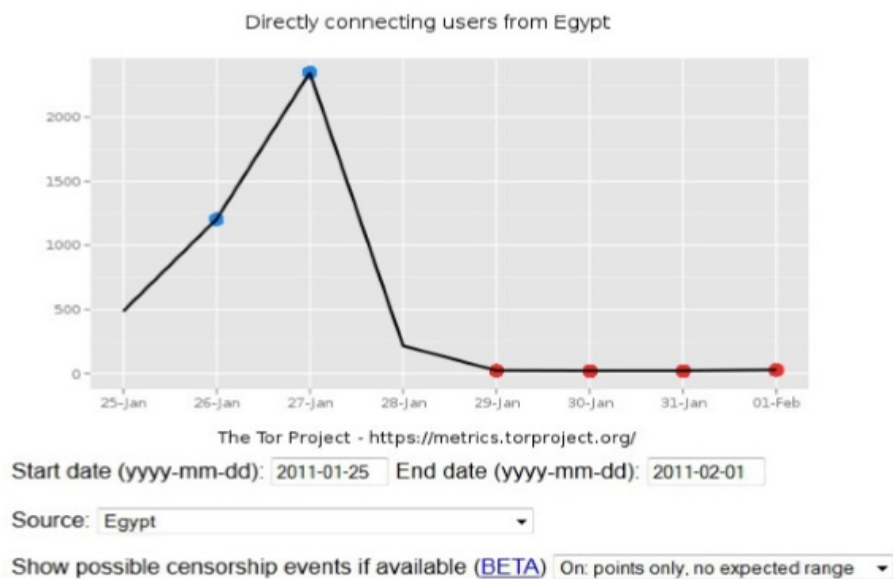 Directly connecting users from Egypt
2000
1500
1000
500
0
25-Jan 26-Jan 27-Jan 28-Jan 29-Jan 30-Jan 31-Jan 01-Feb
The Tor Project - https://metrics.torproject.org/
Start date (yyyy-mm-dd): 2011-01-25 End date (yyyy-mm-dd): 2011-02-01
Source: Egypt
Show possible censorship events if available (BETA) On: points only, no expected range